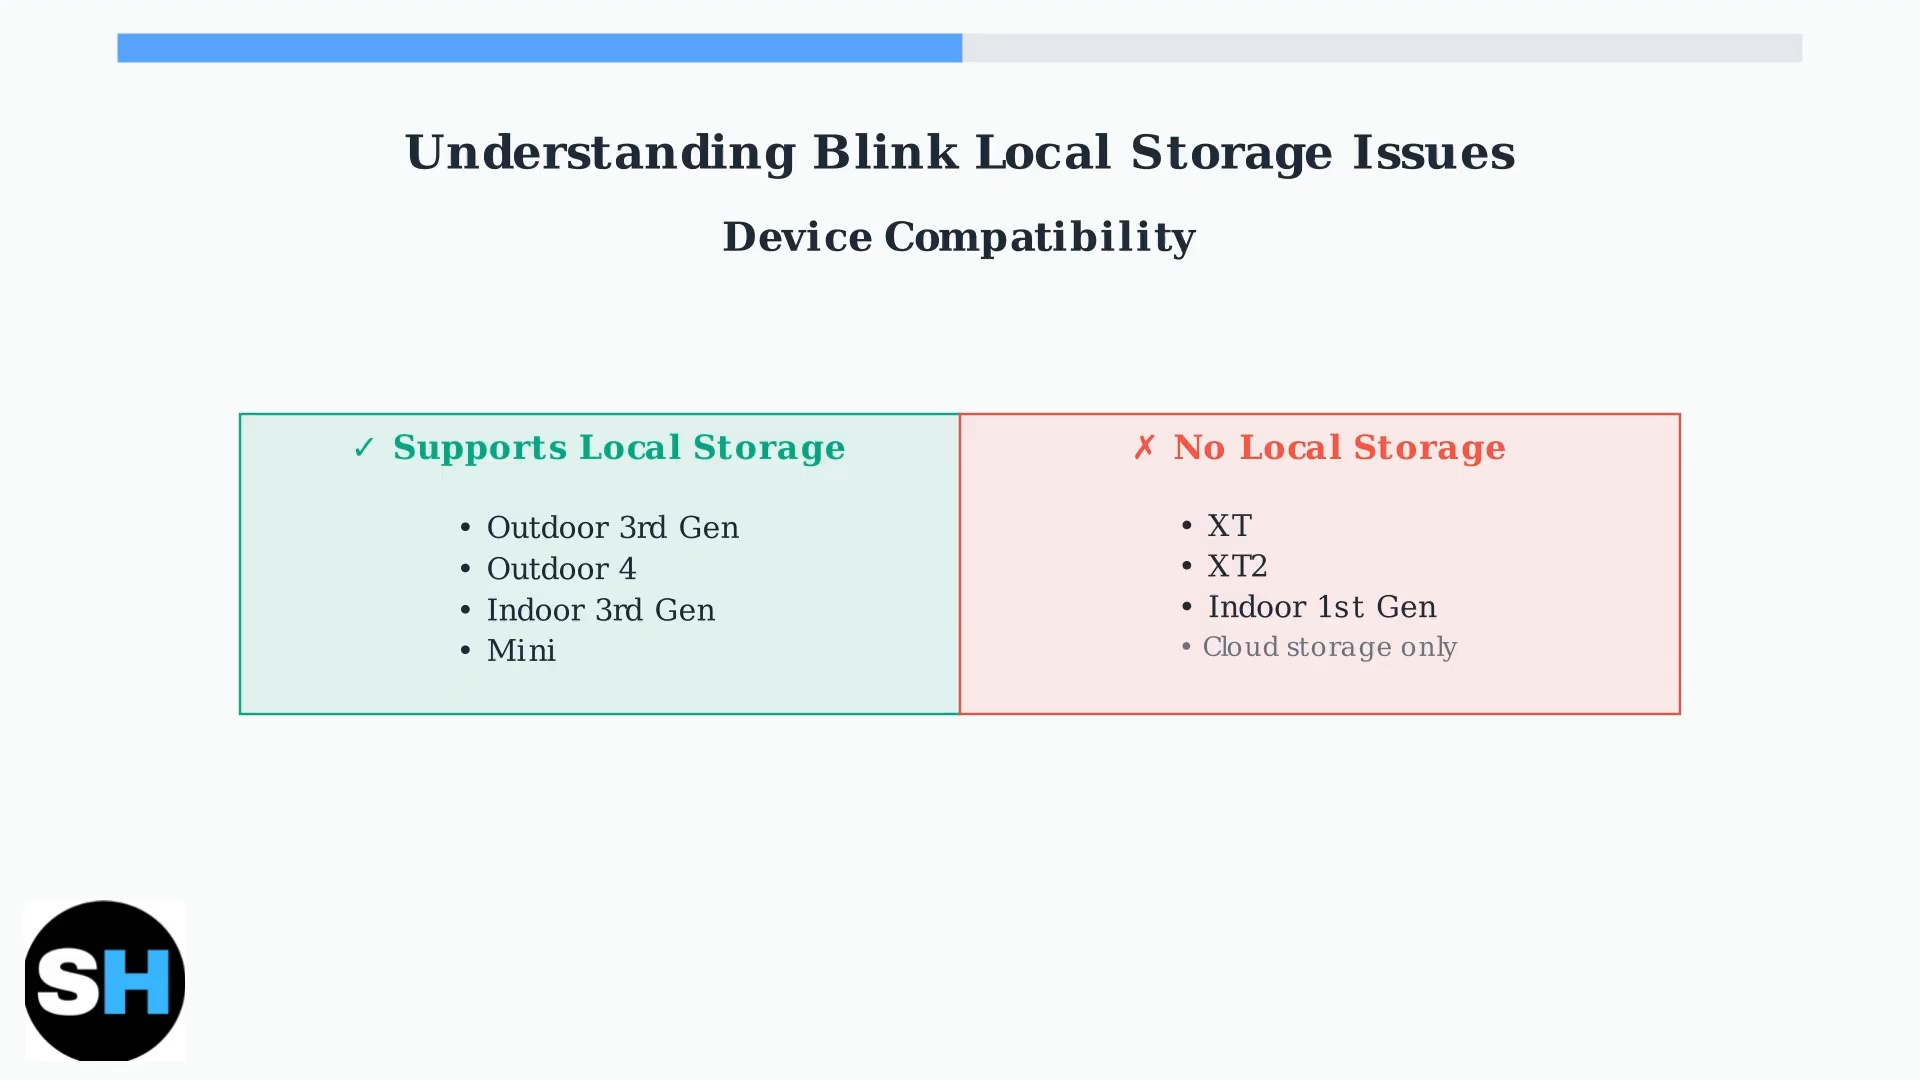 Understanding Blink Local Storage Issues
Device Compatibility
✓ Supports Local Storage
• Outdoor 3rd Gen
• Outdoor 4
• Indoor 3rd Gen
• Mini
✗ No Local Storage
• XT
• XT2
• Indoor 1st Gen
• Cloud storage only
SH